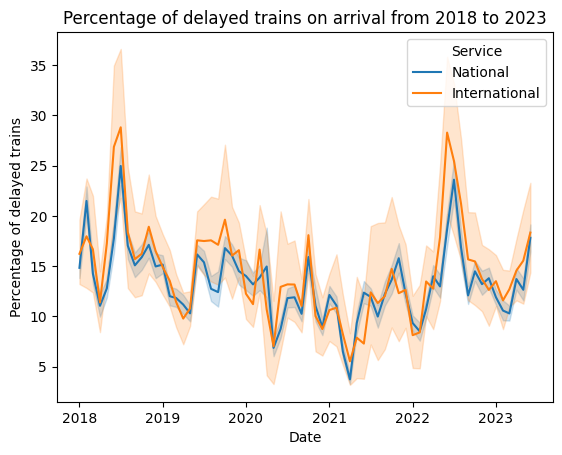 Percentage of delayed trains on arrival from 2018 to 2023
Service
National
International
Percentage of delayed trains
35
30
25
20
15
10
5
2018 2019 2020 2021 2022 2023
Date